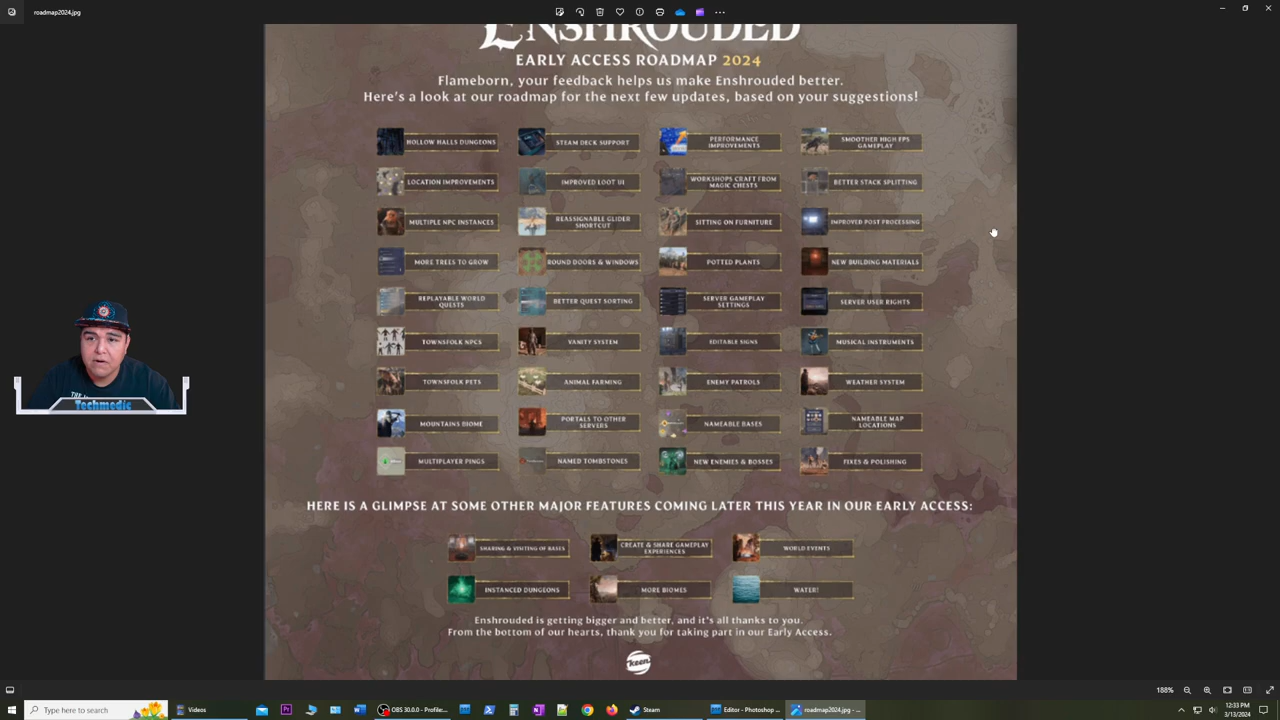 roadmap2024.jpg
ENSHROUDED
EARLY ACCESS ROADMAP 2024
Flameborn, your feedback helps us make Enshrouded better.
Here's a look at our roadmap for the next few updates, based on your suggestions!
HOLLOW HALLS DUNGEONS
STEAM DECK SUPPORT
PERFORMANCE
IMPROVEMENTS
SMOOTHER HIGH FPS
GAMEPLAY
LOCATION IMPROVEMENTS
IMPROVED LOOT UI
WORKSHOPS CRAFT FROM
MAGIC CHESTS
BETTER STACK SPLITTING
MULTIPLE NPC INSTANCES
REASSIGNABLE GLIDER
SHORTCUT
SITTING ON FURNITURE
IMPROVED POST PROCESSING
MORE TREES TO GROW
ROUND DOORS & WINDOWS
POTTED PLANTS
NEW BUILDING MATERIALS
REPLAYABLE WORLD
QUESTS
BETTER QUEST SORTING
SERVER GAMEPLAY
SETTINGS
SERVER USER RIGHTS
TOWNSFOLK NPCS
VANITY SYSTEM
EDITABLE SIGNS
MUSICAL INSTRUMENTS
TOWNSFOLK PETS
ANIMAL FARMING
ENEMY PATROLS
WEATHER SYSTEM
MOUNTAINS BIOME
PORTALS TO OTHER
SERVERS
NAMEABLE BASES
NAMEABLE MAP
LOCATIONS
MULTIPLAYER PINGS
NAMED TOMBSTONES
NEW ENEMIES & BOSSES
FIXES & POLISHING
HERE IS A GLIMPSE AT SOME OTHER MAJOR FEATURES COMING LATER THIS YEAR IN OUR EARLY ACCESS:
SHARING & VISITING OF BASES
CREATE & SHARE GAMEPLAY
EXPERIENCES
WORLD EVENTS
INSTANCED DUNGEONS
MORE BIOMES
WATER!
Enshrouded is getting bigger and better, and it's all thanks to you.
From the bottom of our hearts, thank you for taking part in our Early Access.
keen
Techmedic
188%
Type here to search
Videos
OBS 30.0.0 - Profile...
Steam
Editor - Photoshop ...
roadmap2024.jpg - ...
12:33 PM
3/13/2024